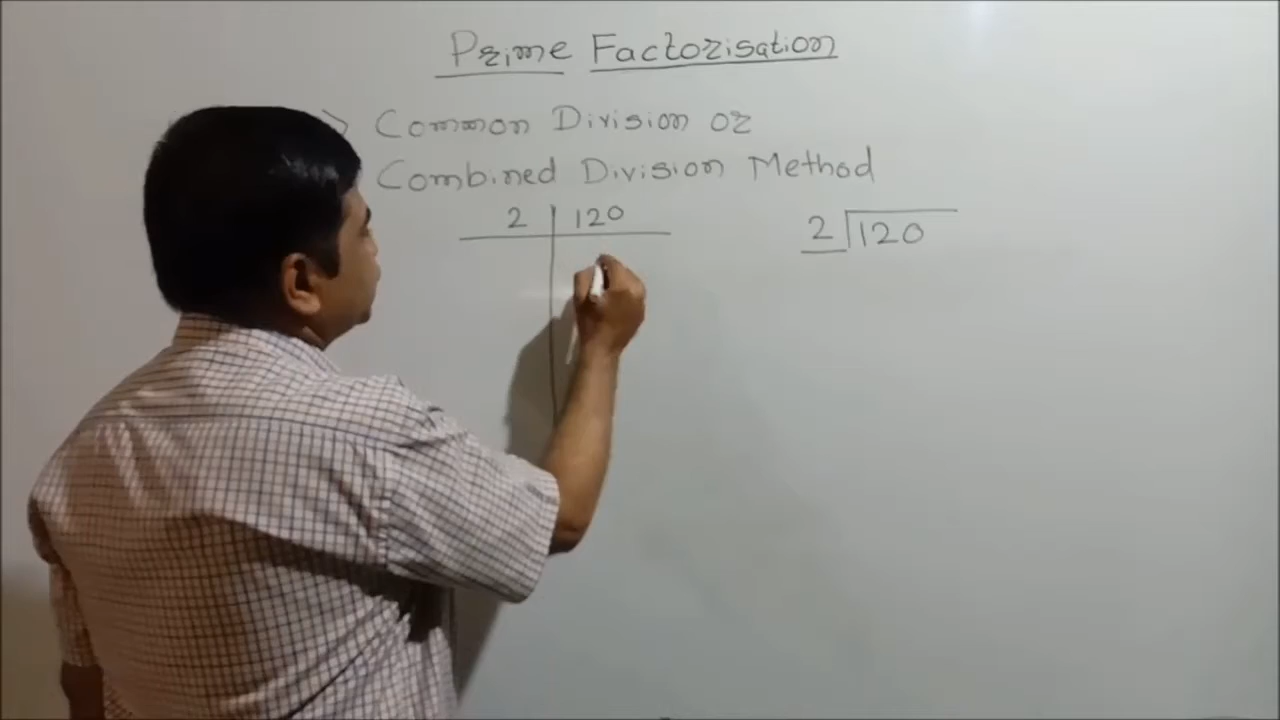 Prime Factorisation
> Common Division or
Combined Division Method
2 | 120
2 120